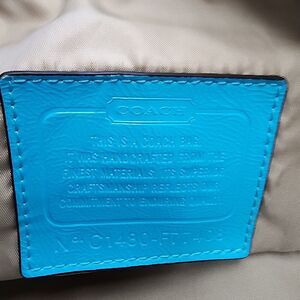 COACH
THIS IS A COACH BAG.
IT WAS HANDCRAFTED FROM THE
FINEST MATERIALS. ITS SUPERIOR
CRAFTSMANSHIP REFLECTS OUR
COMMITMENT TO ENDURING QUALITY.
Nº C1480-